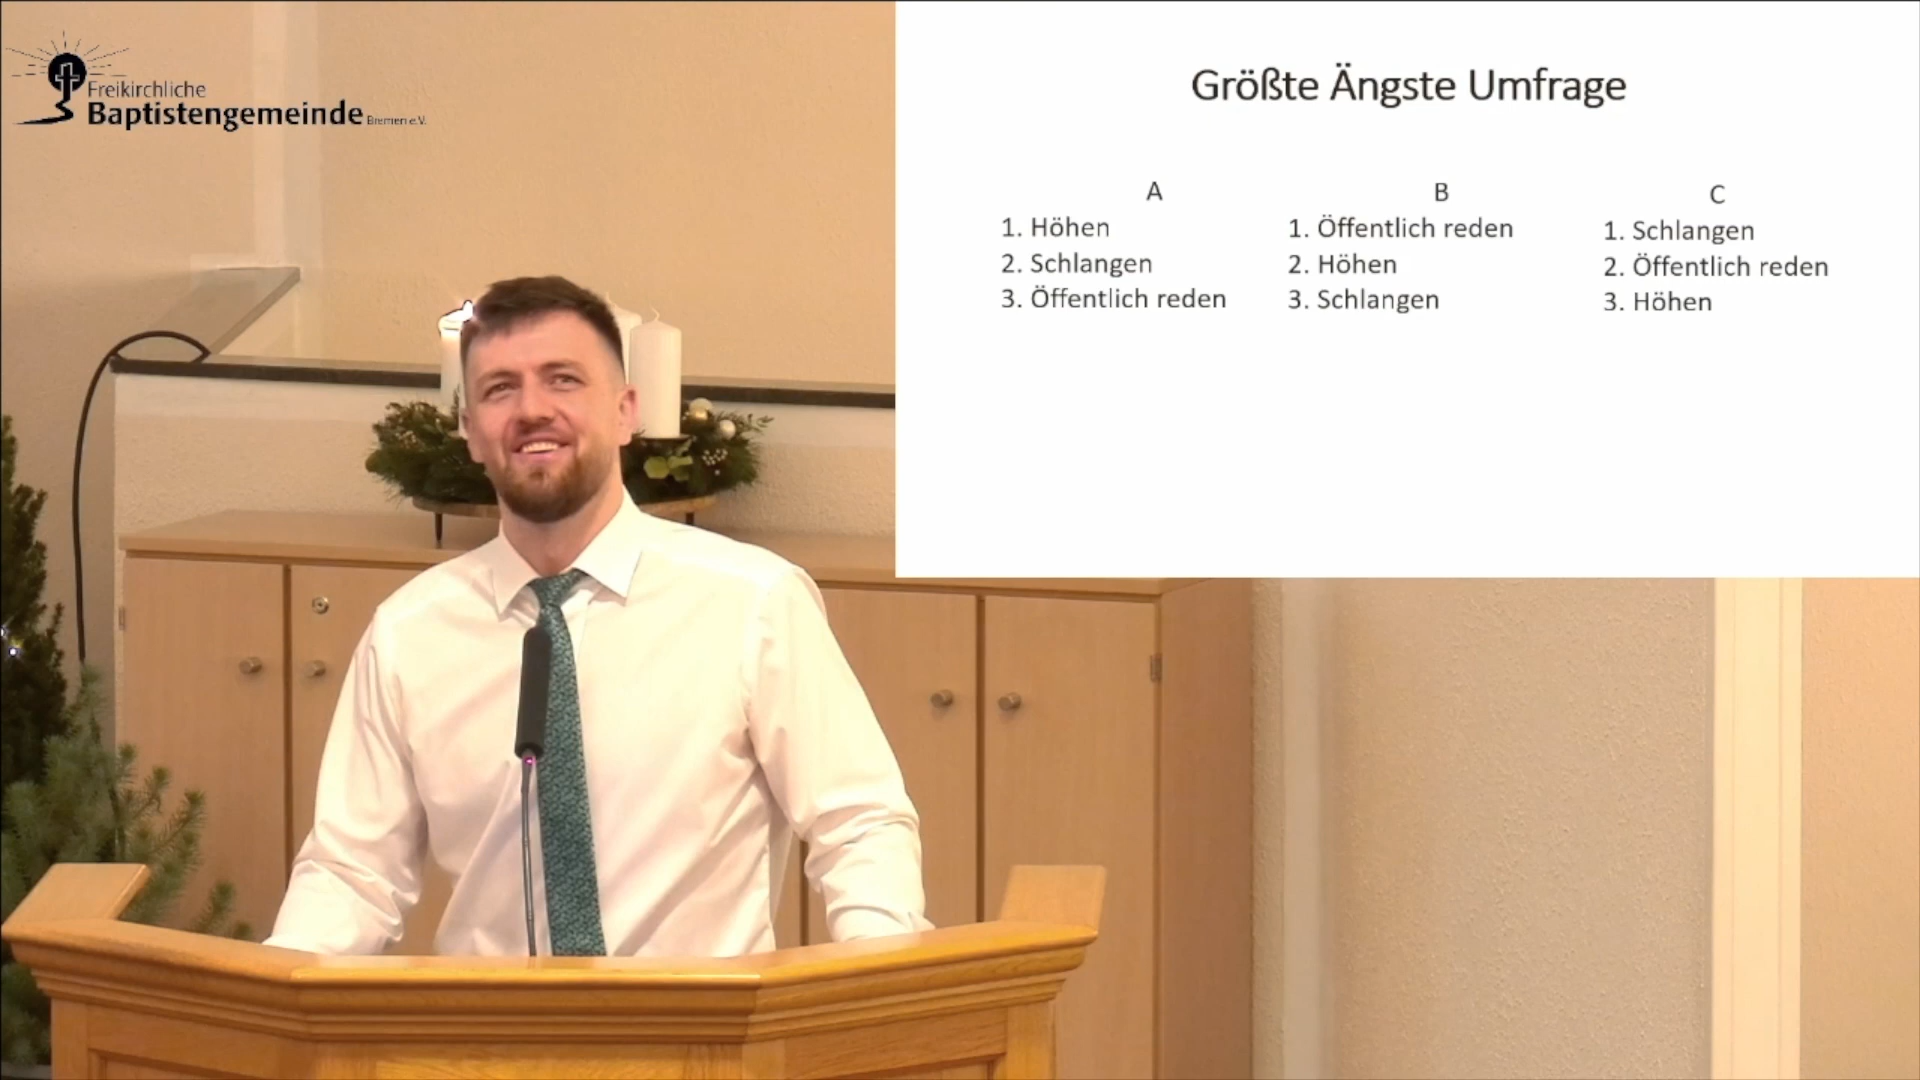 Freikirchliche
Baptistengemeinde Bremen e.V.
Größte Ängste Umfrage
A
1. Höhen
2. Schlangen
3. Öffentlich reden
B
1. Öffentlich reden
2. Höhen
3. Schlangen
C
1. Schlangen
2. Öffentlich reden
3. Höhen